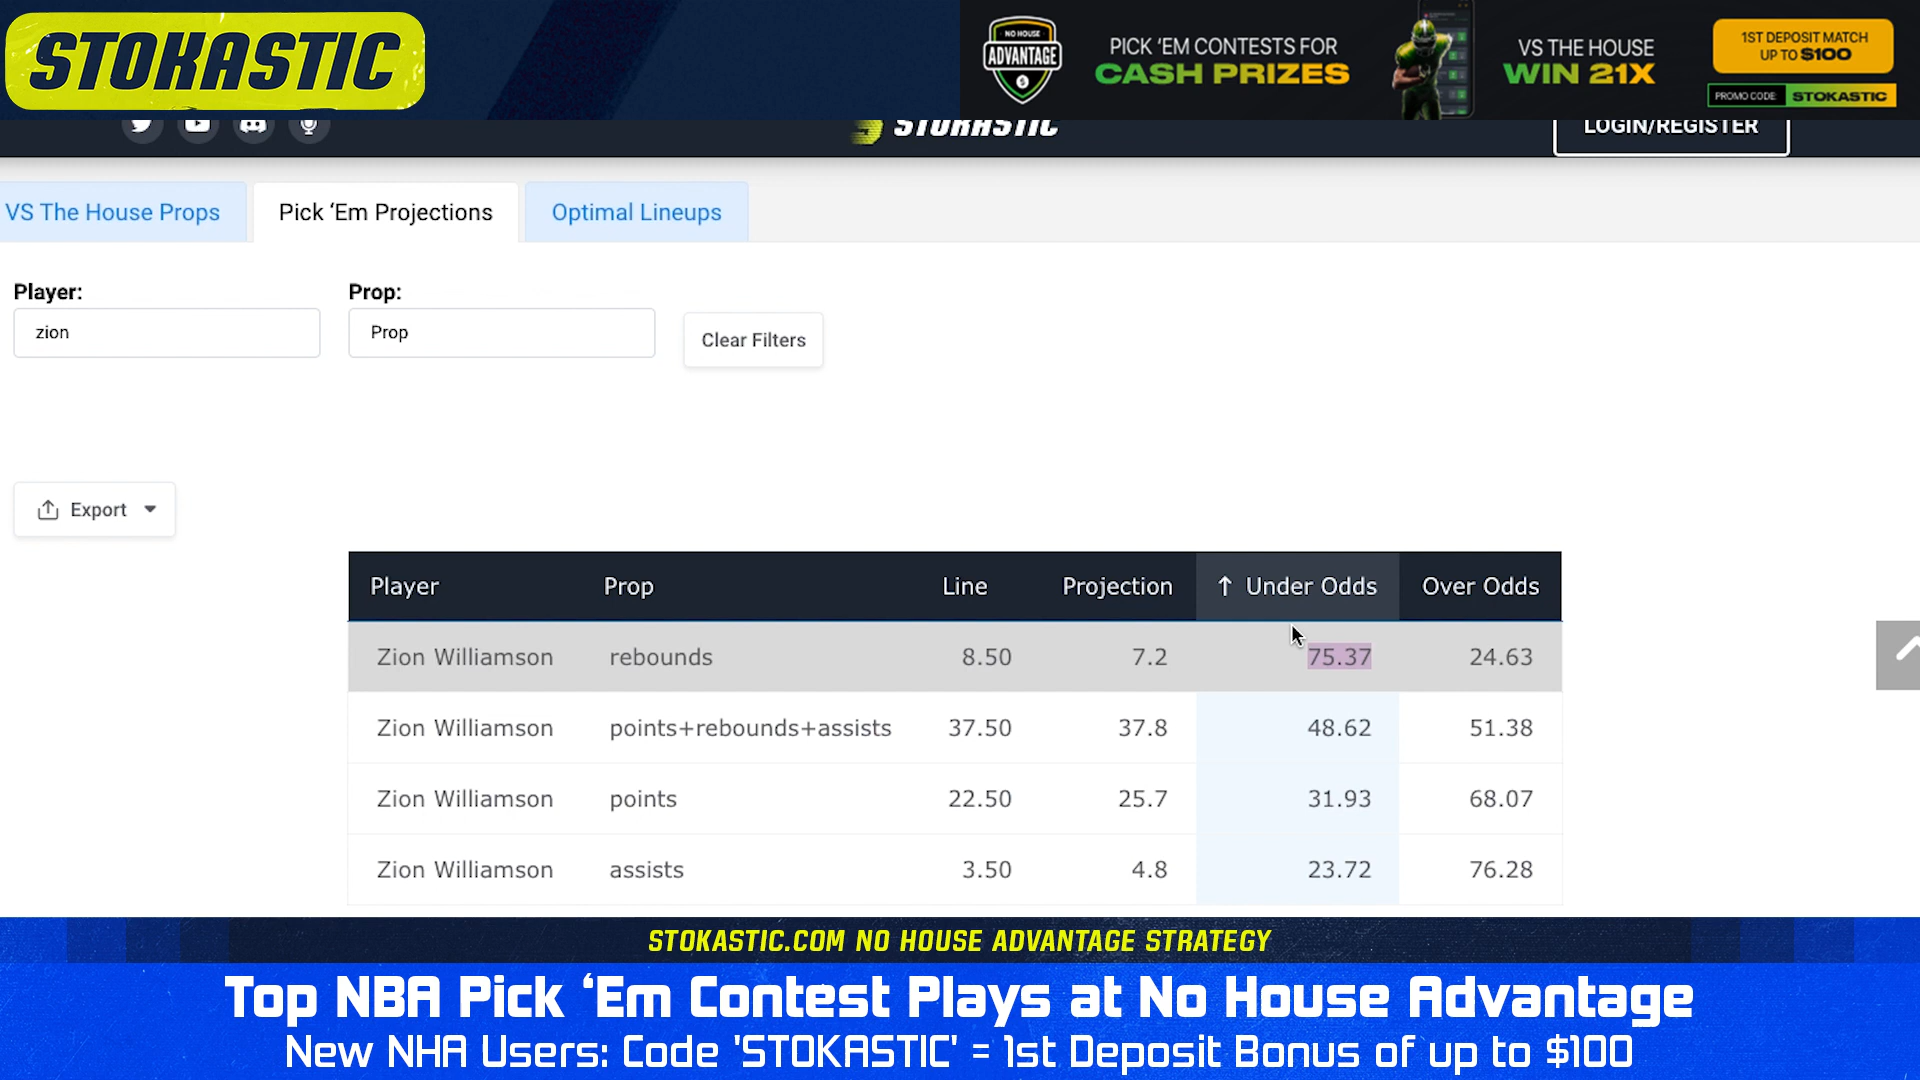 STOKASTIC
NO HOUSE
ADVANTAGE
$
PICK ‘EM CONTESTS FOR
CASH PRIZES
VS THE HOUSE
WIN 21X
1ST DEPOSIT MATCH
UP TO $100
PROMO CODE STOKASTIC
STOKASTIC
LOGIN/REGISTER
VS The House Props Pick ‘Em Projections Optimal Lineups
Player: Prop:
zion Prop Clear Filters
Export
Player Prop Line Projection ↑ Under Odds Over Odds
Zion Williamson rebounds 8.50 7.2 75.37 24.63
Zion Williamson points+rebounds+assists 37.50 37.8 48.62 51.38
Zion Williamson points 22.50 25.7 31.93 68.07
Zion Williamson assists 3.50 4.8 23.72 76.28
STOKASTIC.COM NO HOUSE ADVANTAGE STRATEGY
Top NBA Pick ‘Em Contest Plays at No House Advantage
New NHA Users: Code 'STOKASTIC' = 1st Deposit Bonus of up to $100